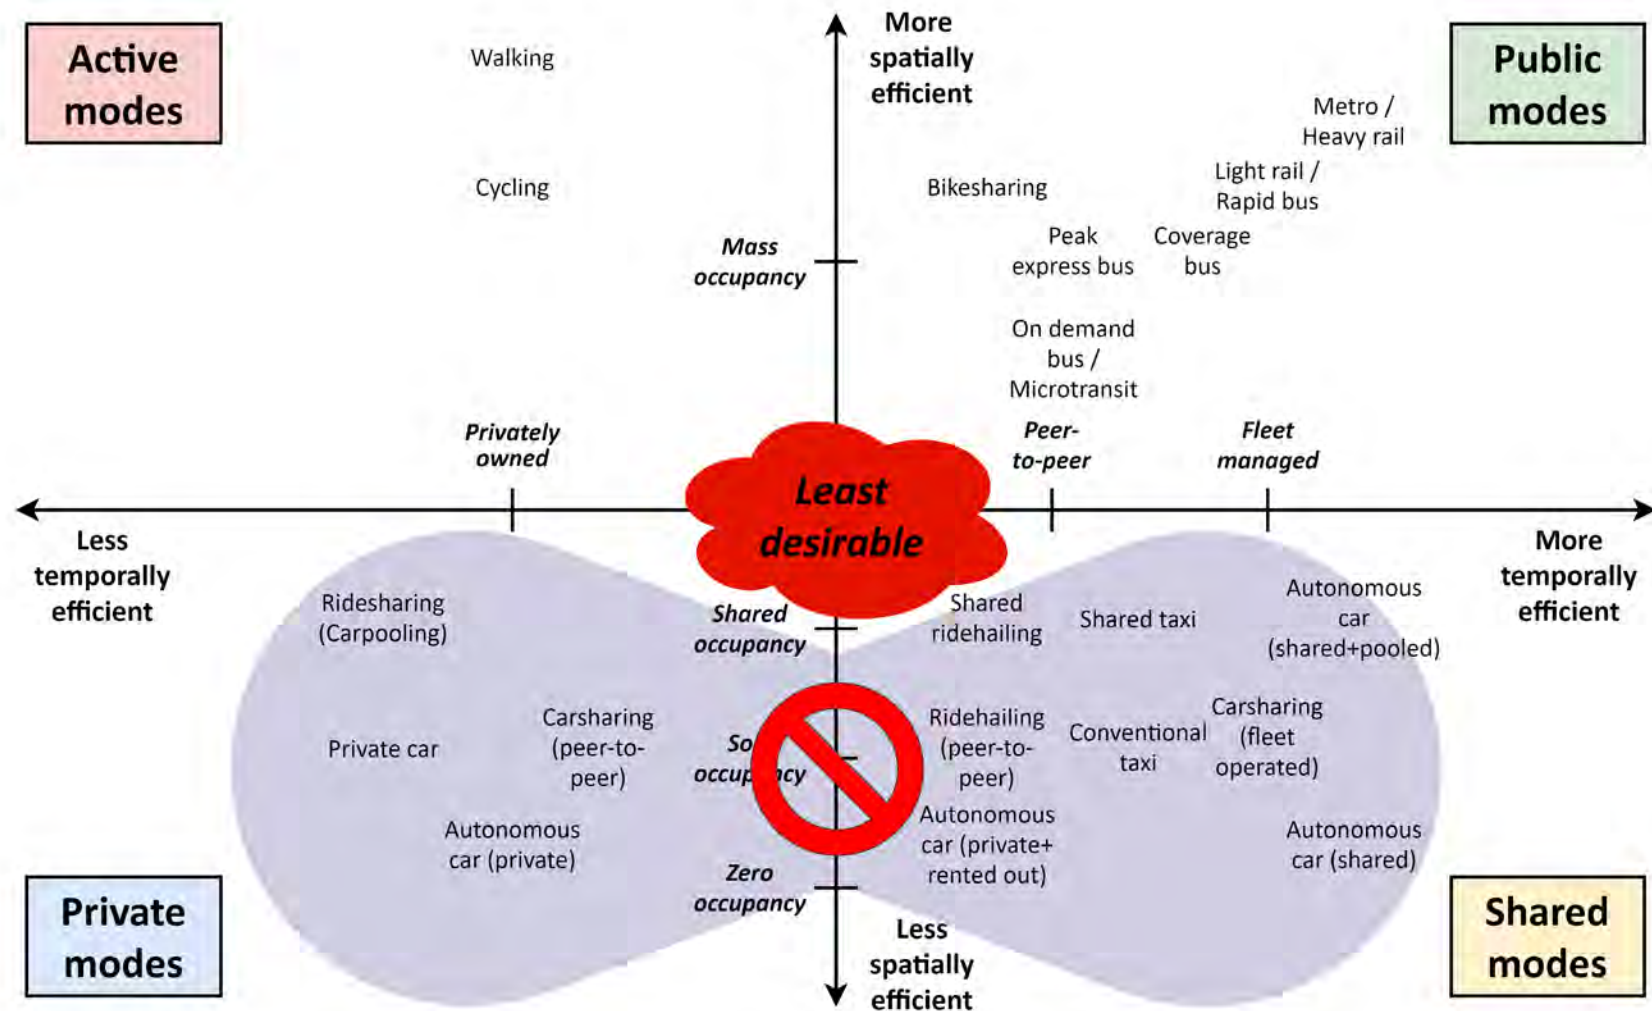 Active
modes
Walking
Cycling
More
spatially
efficient
Public
modes
Metro /
Heavy rail
Light rail /
Rapid bus
Bikesharing
Peak
express bus
Coverage
bus
Mass
occupancy
On demand
bus /
Microtransit
Privately
owned
Peer-
to-peer
Fleet
managed
Least
desirable
Less
temporally
efficient
More
temporally
efficient
Ridesharing
(Carpooling)
Shared
occupancy
Shared
ridehailing
Shared taxi
Autonomous
car
(shared+pooled)
Private car
Carsharing
(peer-to-
peer)
Ridehailing
(peer-to-
peer)
Conventional
taxi
Carsharing
(fleet
operated)
Autonomous
car (private)
Autonomous
car (private+
rented out)
Autonomous
car (shared)
Zero
occupancy
Private
modes
Less
spatially
efficient
Shared
modes